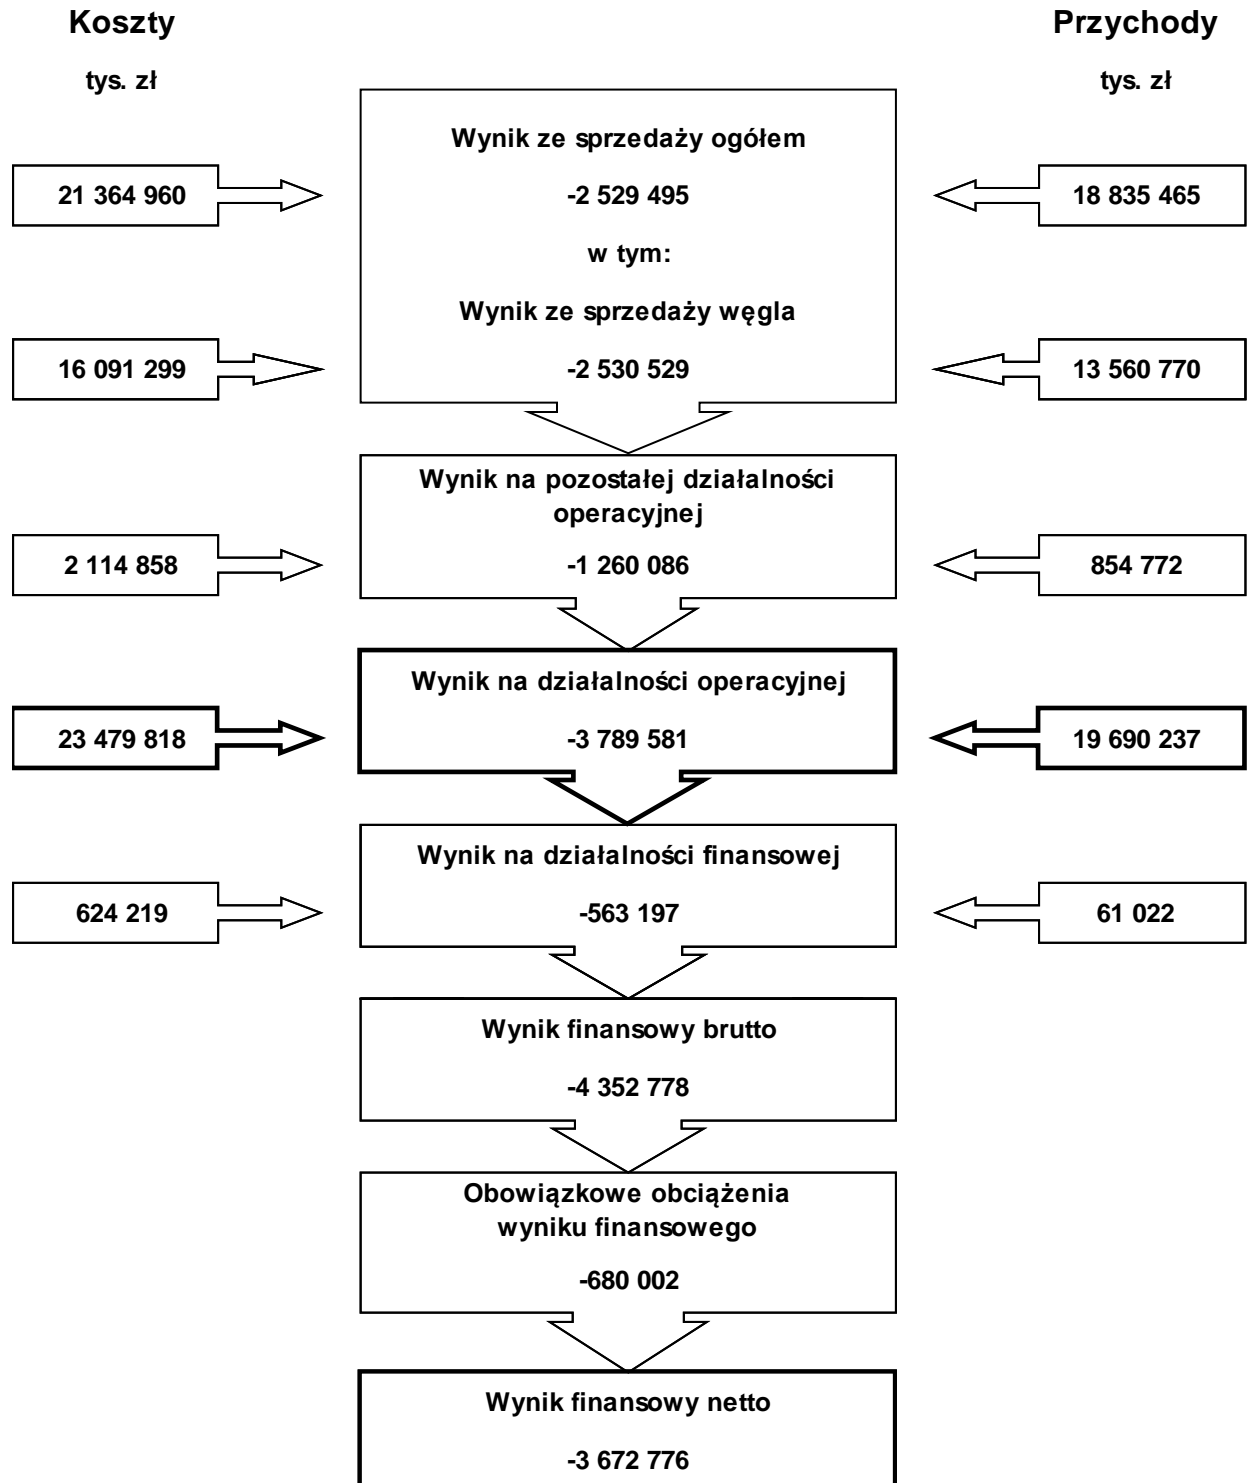 Koszty
Przychody
tys. zł
tys. zł
Wynik ze sprzedaży ogółem
21 364 960
-2 529 495
18 835 465
w tym:
Wynik ze sprzedaży węgla
16 091 299
-2 530 529
13 560 770
Wynik na pozostałej działalności
operacyjnej
2 114 858
-1 260 086
854 772
Wynik na działalności operacyjnej
23 479 818
-3 789 581
19 690 237
Wynik na działalności finansowej
624 219
-563 197
61 022
Wynik finansowy brutto
-4 352 778
Obowiązkowe obciążenia
wyniku finansowego
-680 002
Wynik finansowy netto
-3 672 776